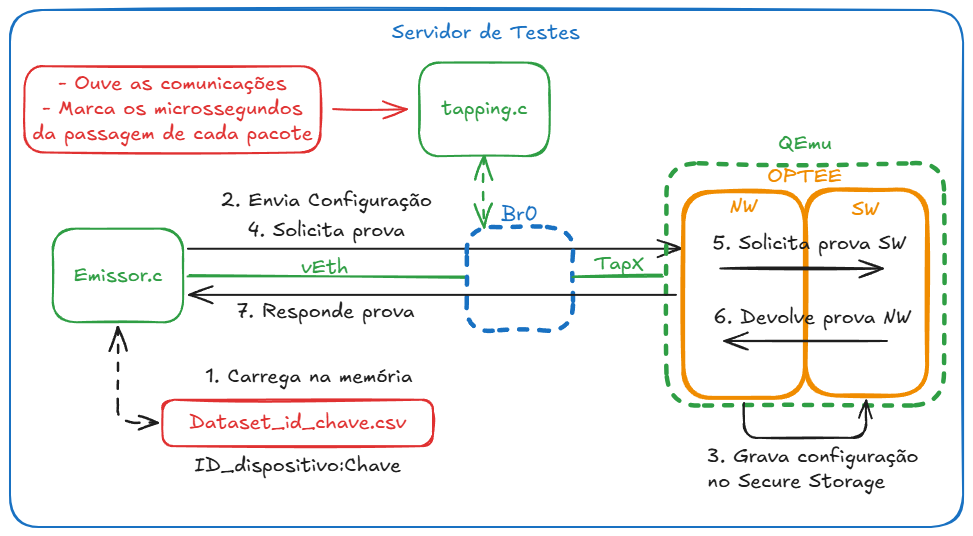 Servidor de Testes
- Ouve as comunicações
- Marca os microssegundos
da passagem de cada pacote
tapping.c
QEmu
OPTEE
NW
SW
2. Envia Configuração
4. Solicita prova
Br0
5. Solicita prova SW
Emissor.c
vEth
TapX
7. Responde prova
6. Devolve prova NW
1. Carrega na memória
Dataset_id_chave.csv
ID_dispositivo:Chave
3. Grava configuração
no Secure Storage